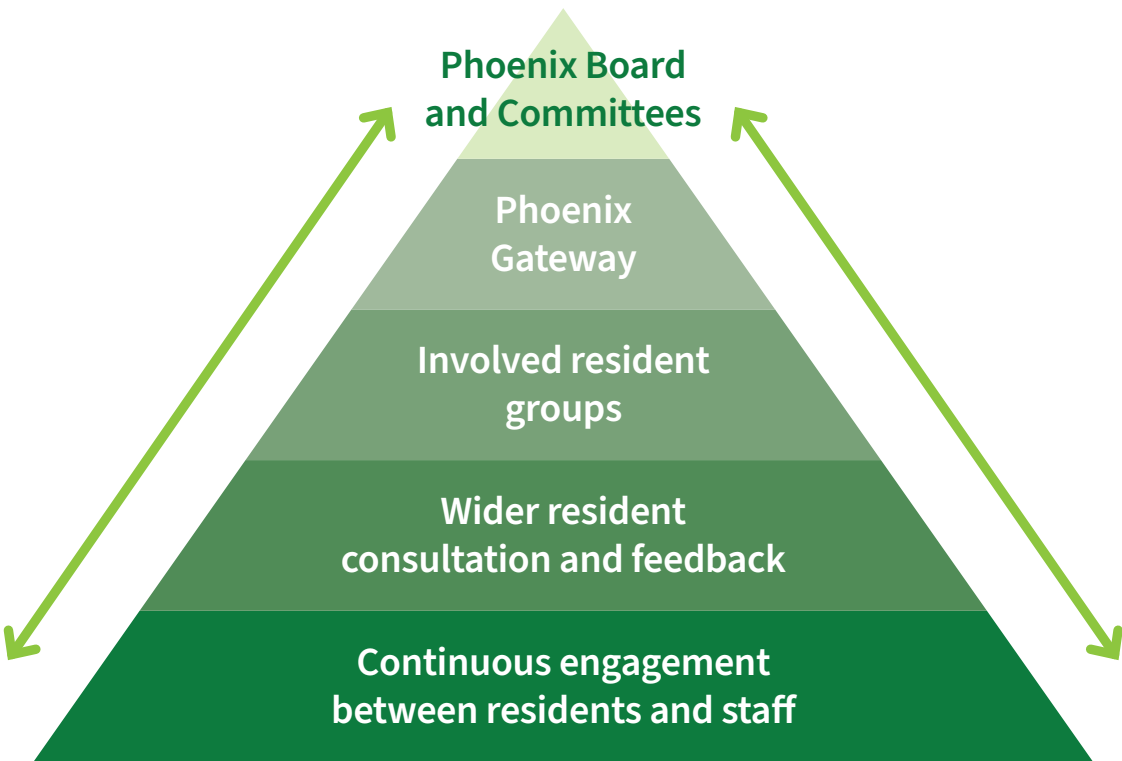 Phoenix Board
and Committees
Phoenix
Gateway
Involved resident
groups
Wider resident
consultation and feedback
Continuous engagement
between residents and staff